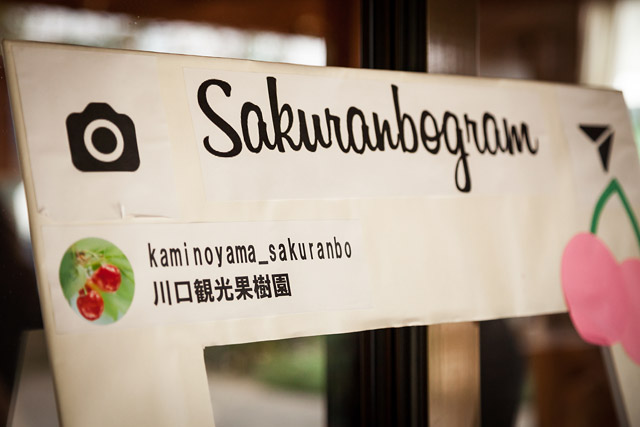 Sakuranbogram
kaminoyama_sakuranbo
川口観光果樹園